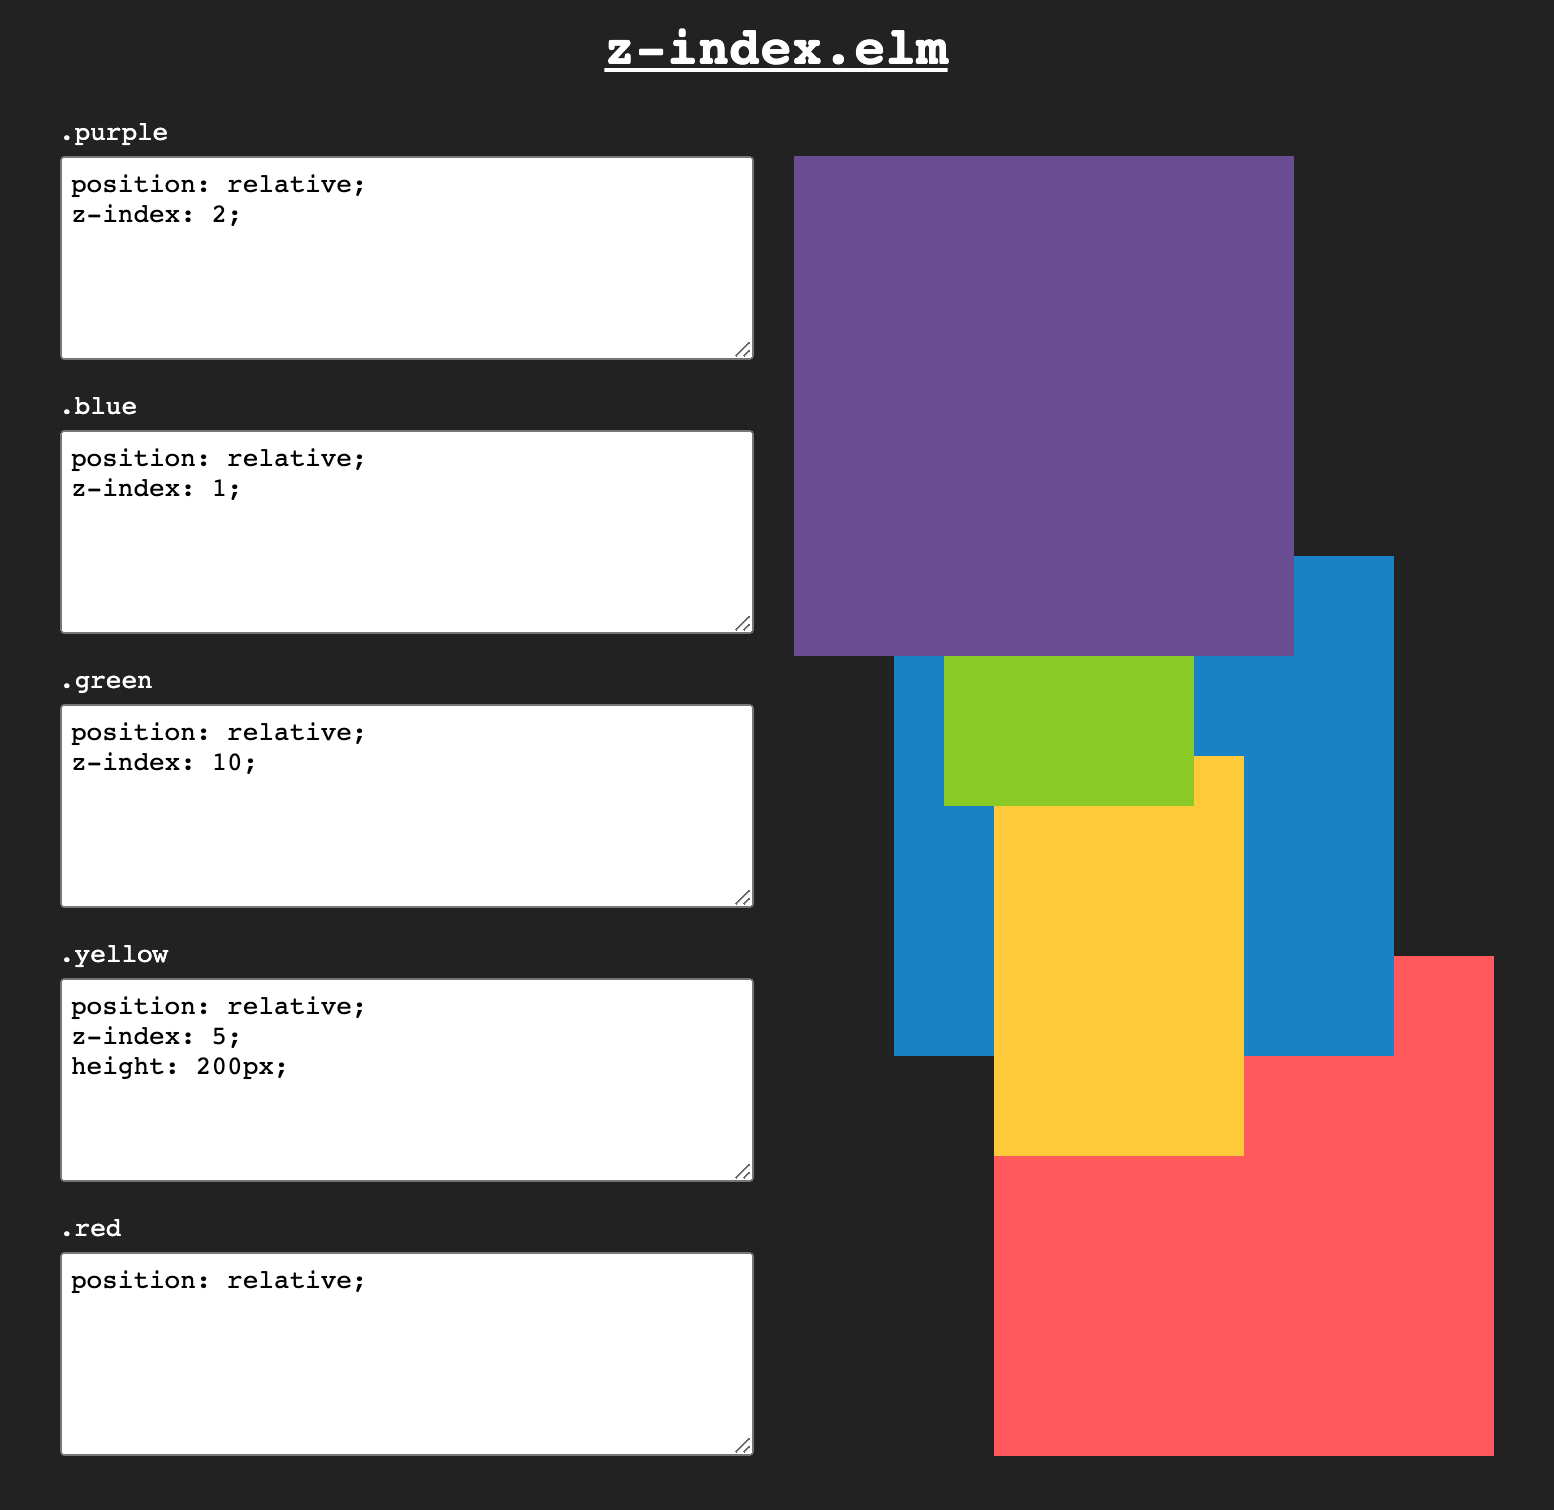 z-index.elm
.purple
position: relative;
z-index: 2;
.blue
position: relative;
z-index: 1;
.green
position: relative;
z-index: 10;
.yellow
position: relative;
z-index: 5;
height: 200px;
.red
position: relative;